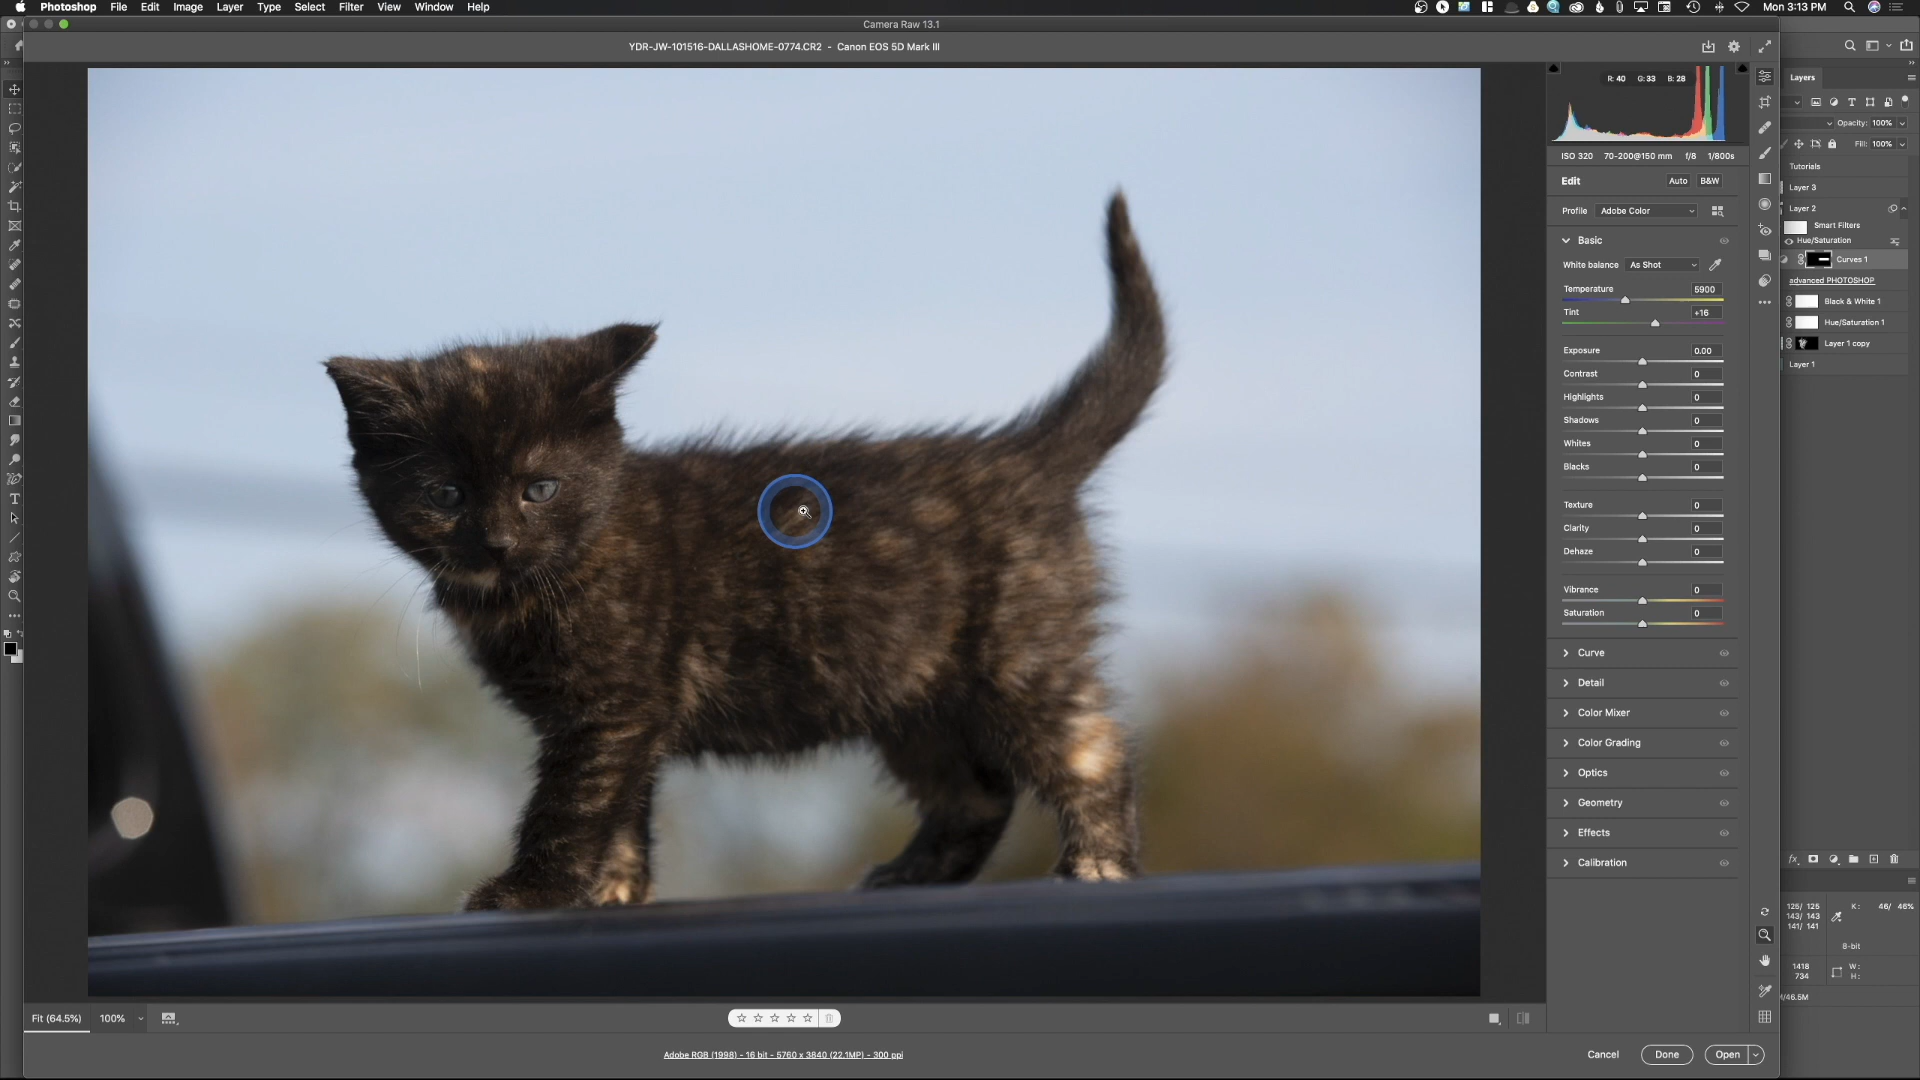 Photoshop File Edit Image Layer Type Select Filter View Window Help Mon 3:13 PM
Camera Raw 13.1
YDR-JW-101516-DALLASHOME-0774.CR2 - Canon EOS 5D Mark III
R: 40 G: 33 B: 28
ISO 320 70-200@150 mm f/8 1/800s
Edit Auto B&W
Profile Adobe Color
Basic
White balance As Shot
Temperature 5900
Tint +16
Exposure 0.00
Contrast 0
Highlights 0
Shadows 0
Whites 0
Blacks 0
Texture 0
Clarity 0
Dehaze 0
Vibrance 0
Saturation 0
Curve
Detail
Color Mixer
Color Grading
Optics
Geometry
Effects
Calibration
Layers
Opacity: 100%
Fill: 100%
Tutorials
Layer 3
Layer 2
Smart Filters
Hue/Saturation
Curves 1
advanced PHOTOSHOP
Black & White 1
Hue/Saturation 1
Layer 1 copy
Layer 1
125/ 125 K: 46/ 46%
143/ 143
141/ 141
8-bit
1418 W:
734 H:
/46.5M
Fit (64.5%) 100%
Adobe RGB (1998) - 16 bit - 5760 x 3840 (22.1MP) - 300 ppi
Cancel Done Open